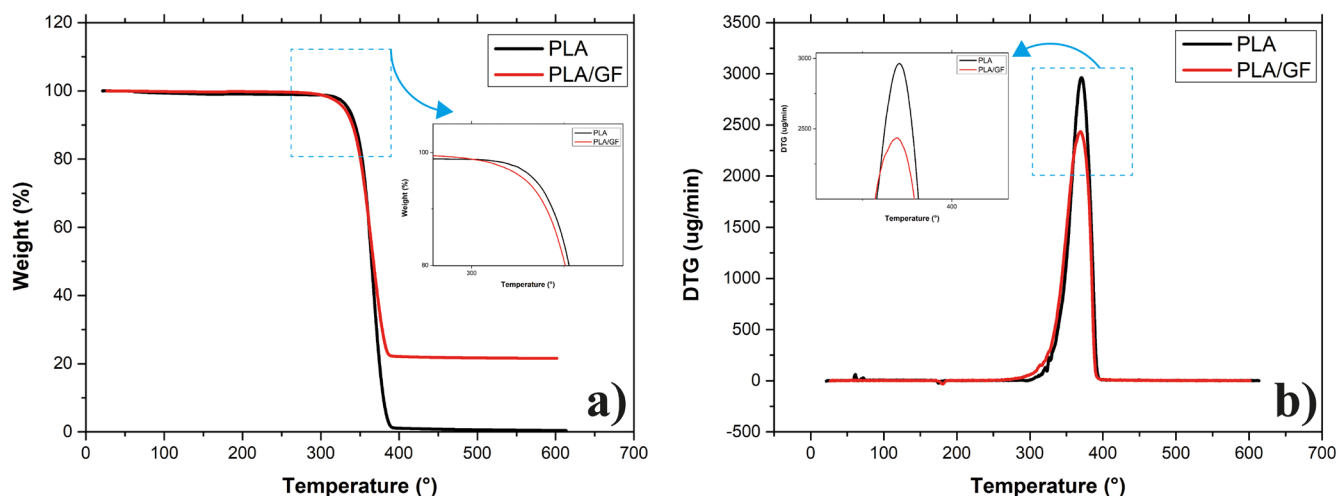 120
100
80
60
40
20
0
0
100
200
300
400
500
600
700
Weight (%)
Temperature (°)
PLA
PLA/GF
100
80
300
Weight (%)
Temperature (°)
PLA
PLA/GF
a)
3500
3000
2500
2000
1500
1000
500
0
-500
0
100
200
300
400
500
600
700
DTG (ug/min)
Temperature (°)
PLA
PLA/GF
3000
2500
400
DTG (ug/min)
Temperature (°)
PLA
PLA/GF
b)